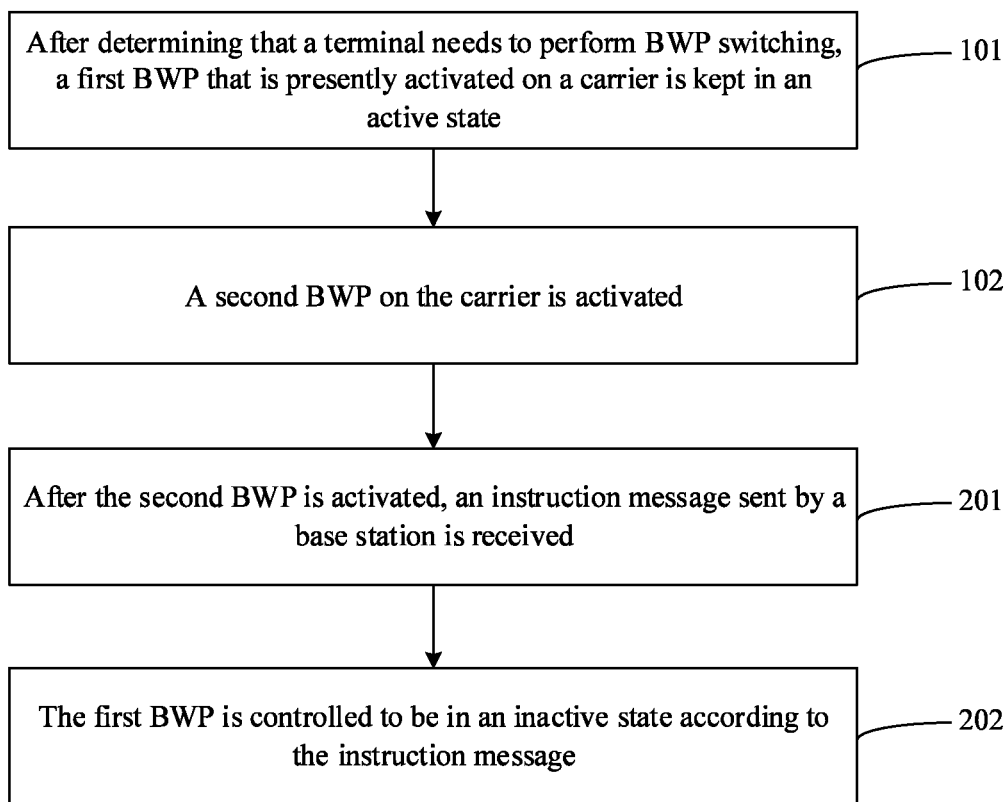 After determining that a terminal needs to perform BWP switching,
a first BWP that is presently activated on a carrier is kept in an
active state
101
A second BWP on the carrier is activated
102
After the second BWP is activated, an instruction message sent by a
base station is received
201
The first BWP is controlled to be in an inactive state according to
the instruction message
202